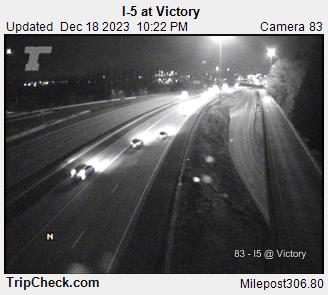 I-5 at Victory
Updated Dec 18 2023 10:22 PM Camera 83
T
N
83 - I5 @ Victory
TripCheck.com Milepost306.80